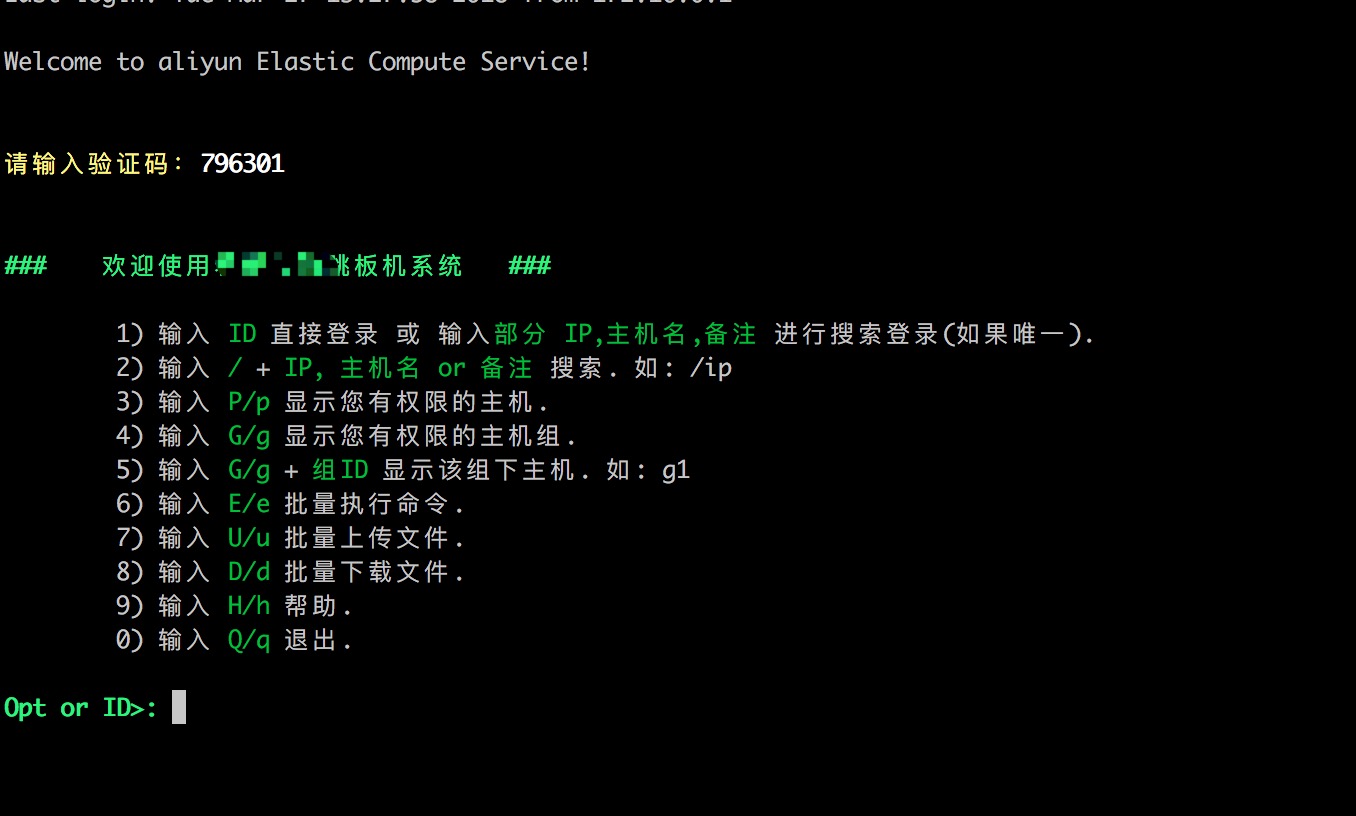 Welcome to aliyun Elastic Compute Service!
请输入验证码: 796301
### 欢迎使用 跳板机系统 ###
1) 输入 ID 直接登录 或 输入部分 IP,主机名,备注 进行搜索登录(如果唯一).
2) 输入 / + IP, 主机名 or 备注 搜索. 如: /ip
3) 输入 P/p 显示您有权限的主机.
4) 输入 G/g 显示您有权限的主机组.
5) 输入 G/g + 组ID 显示该组下主机. 如: g1
6) 输入 E/e 批量执行命令.
7) 输入 U/u 批量上传文件.
8) 输入 D/d 批量下载文件.
9) 输入 H/h 帮助.
0) 输入 Q/q 退出.
Opt or ID>: